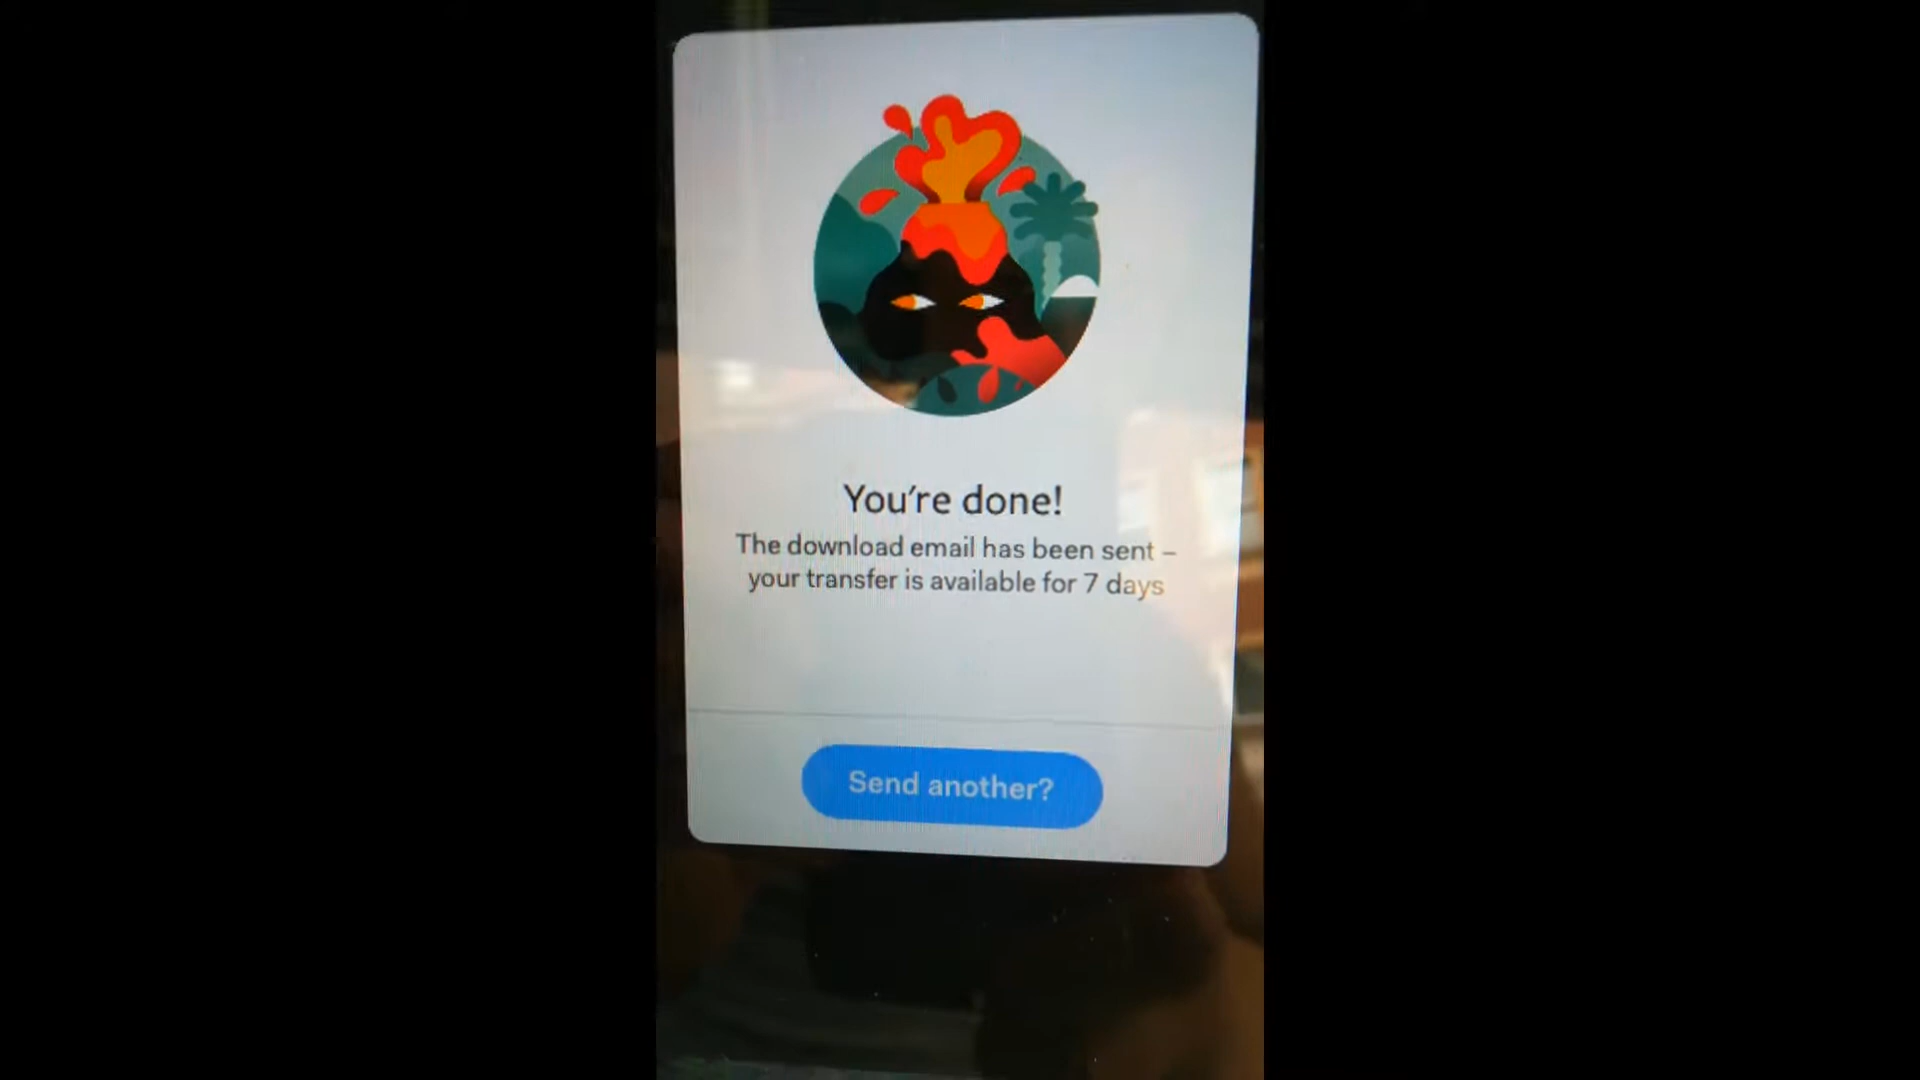 You're done!
The download email has been sent –
your transfer is available for 7 days
Send another?